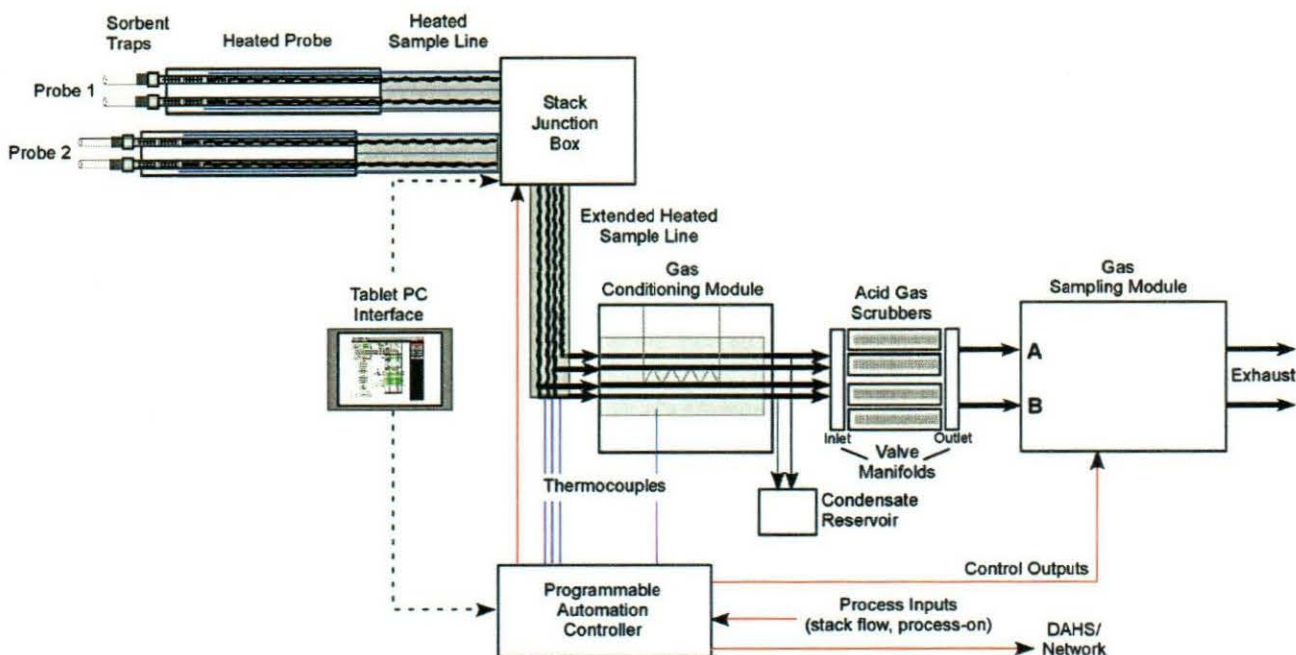 Sorbent
Traps
Heated Probe
Heated
Sample Line
Probe 1
Probe 2
Stack
Junction
Box
Extended Heated
Sample Line
Tablet PC
Interface
Gas
Conditioning Module
Acid Gas
Scrubbers
Gas
Sampling Module
A
B
Exhaust
Inlet
Outlet
Valve
Manifolds
Thermocouples
Condensate
Reservoir
Control Outputs
Programmable
Automation
Controller
Process Inputs
(stack flow, process-on)
DAHS/
Network